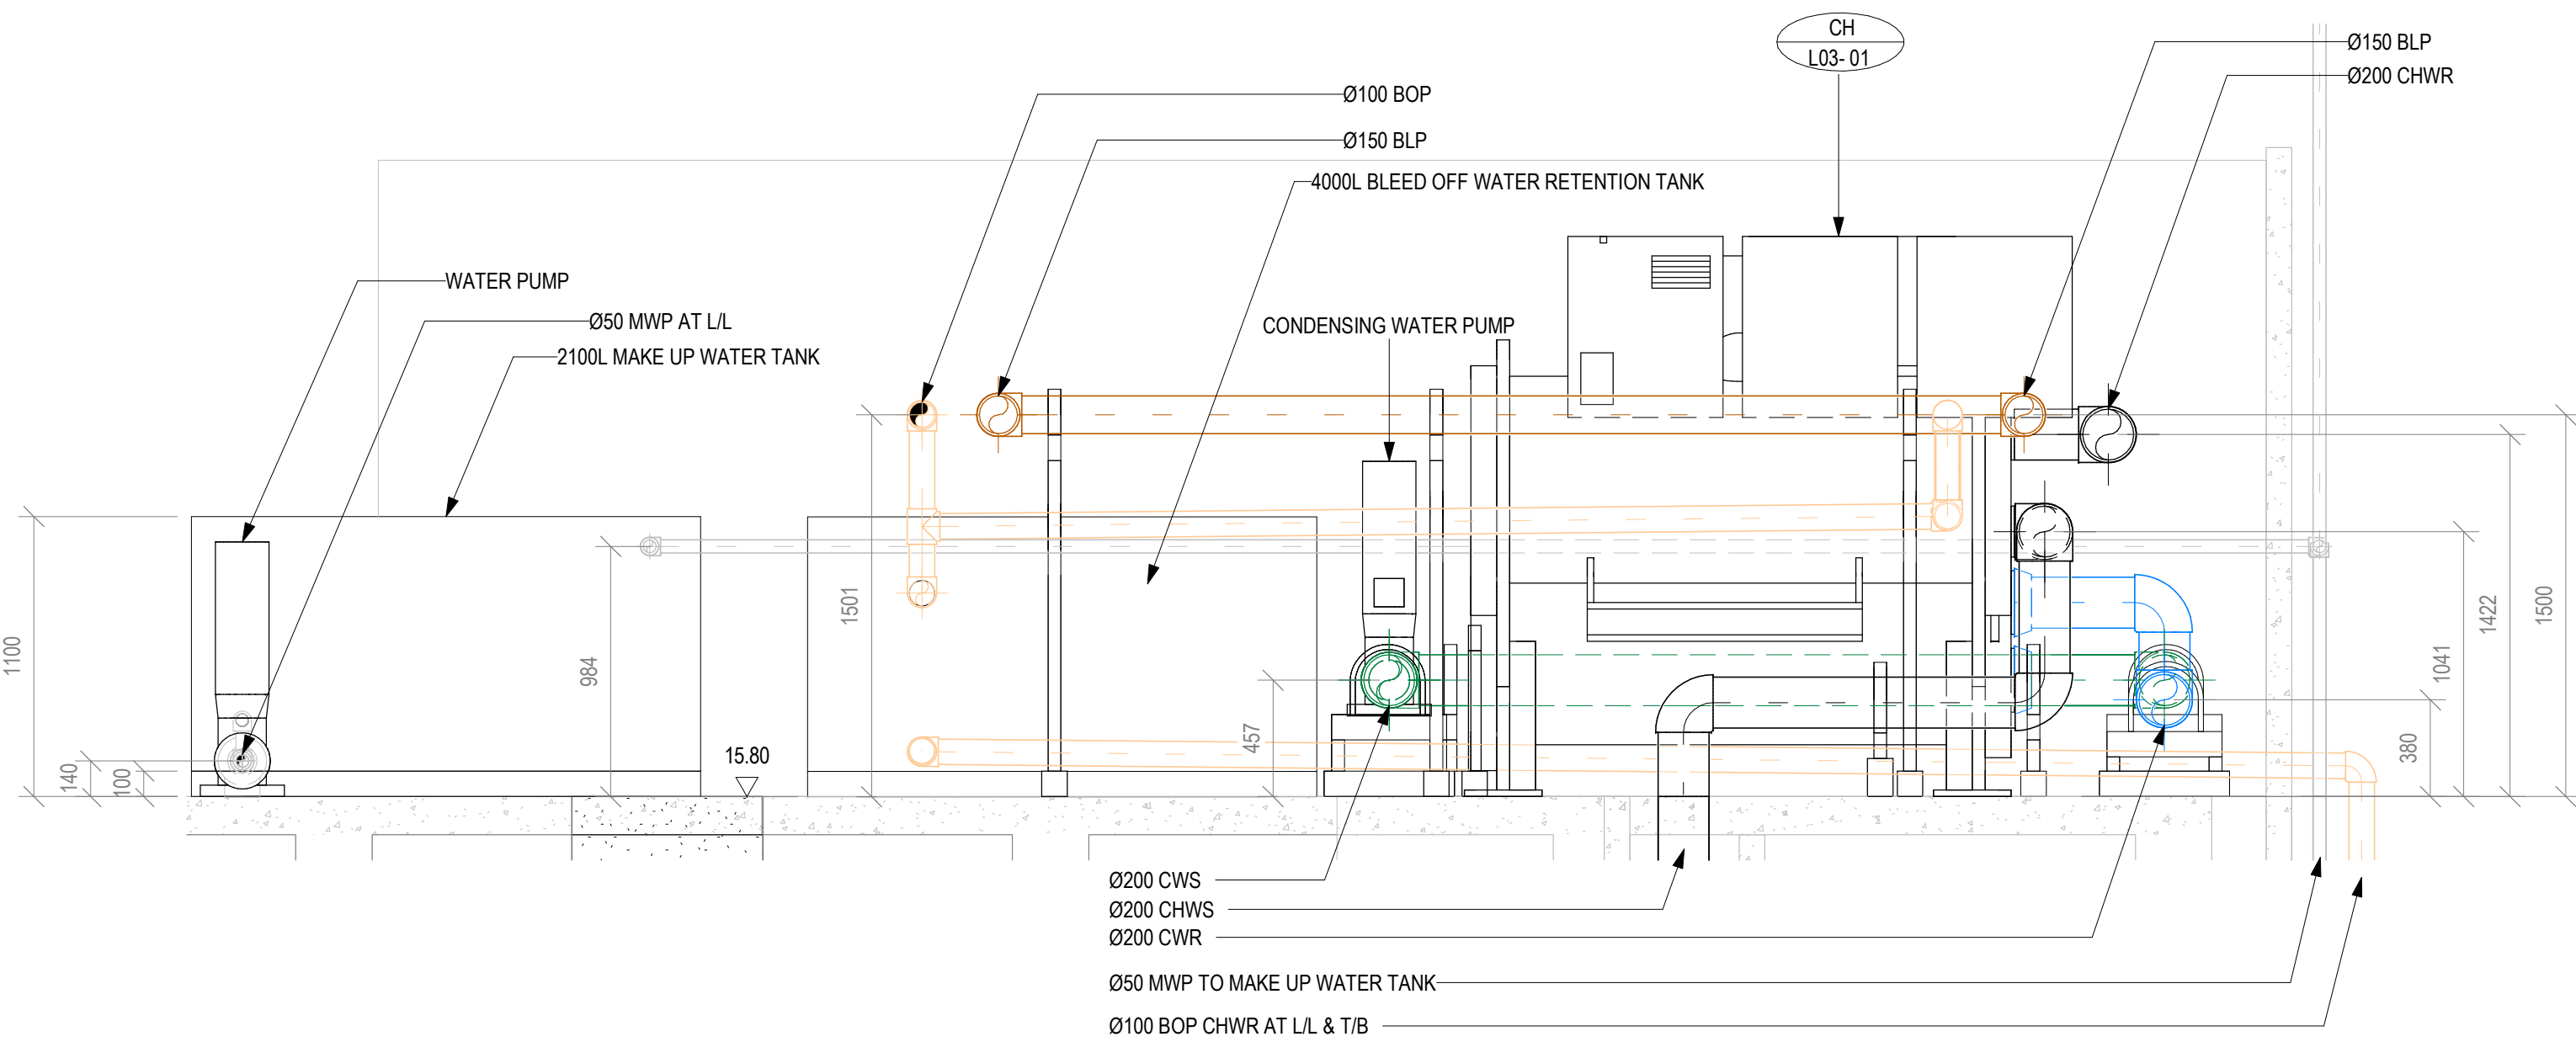 CH
L03- 01
Ø150 BLP
Ø200 CHWR
Ø100 BOP
Ø150 BLP
4000L BLEED OFF WATER RETENTION TANK
WATER PUMP
Ø50 MWP AT L/L
CONDENSING WATER PUMP
2100L MAKE UP WATER TANK
1100
140
100
984
15.80
1501
457
380
1041
1422
1500
Ø200 CWS
Ø200 CHWS
Ø200 CWR
Ø50 MWP TO MAKE UP WATER TANK
Ø100 BOP CHWR AT L/L & T/B